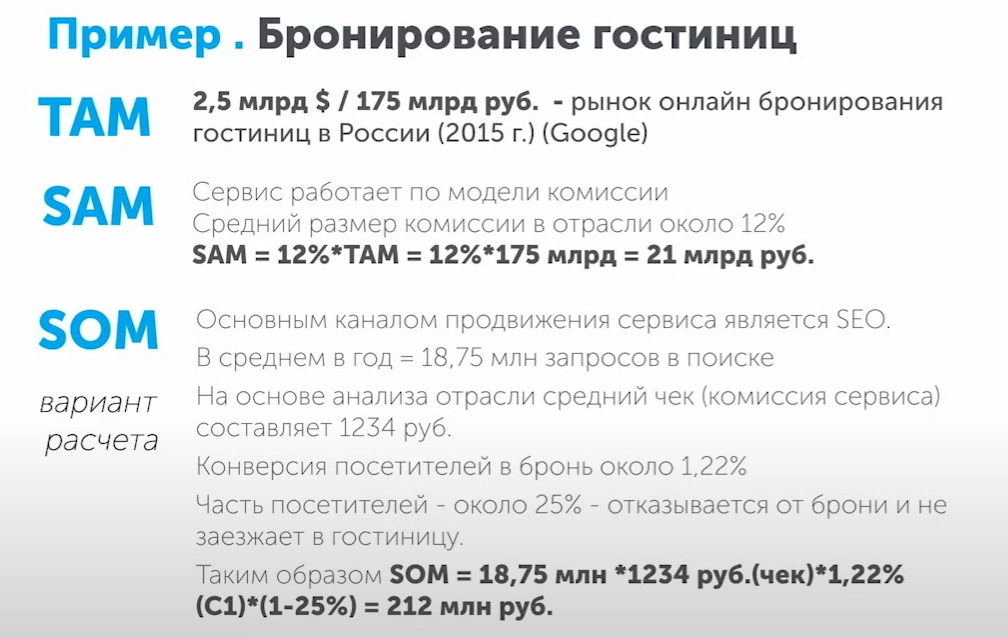 Пример . Бронирование гостиниц
TAM
2,5 млрд $ / 175 млрд руб. - рынок онлайн бронирования
гостиниц в России (2015 г.) (Google)
SAM
Сервис работает по модели комиссии
Средний размер комиссии в отрасли около 12%
SAM = 12%*TAM = 12%*175 млрд = 21 млрд руб.
SOM
вариант
расчета
Основным каналом продвижения сервиса является SEO.
В среднем в год = 18,75 млн запросов в поиске
На основе анализа отрасли средний чек (комиссия сервиса)
составляет 1234 руб.
Конверсия посетителей в бронь около 1,22%
Часть посетителей - около 25% - отказывается от брони и не
заезжает в гостиницу.
Таким образом SOM = 18,75 млн *1234 руб.(чек)*1,22%
(C1)*(1-25%) = 212 млн руб.